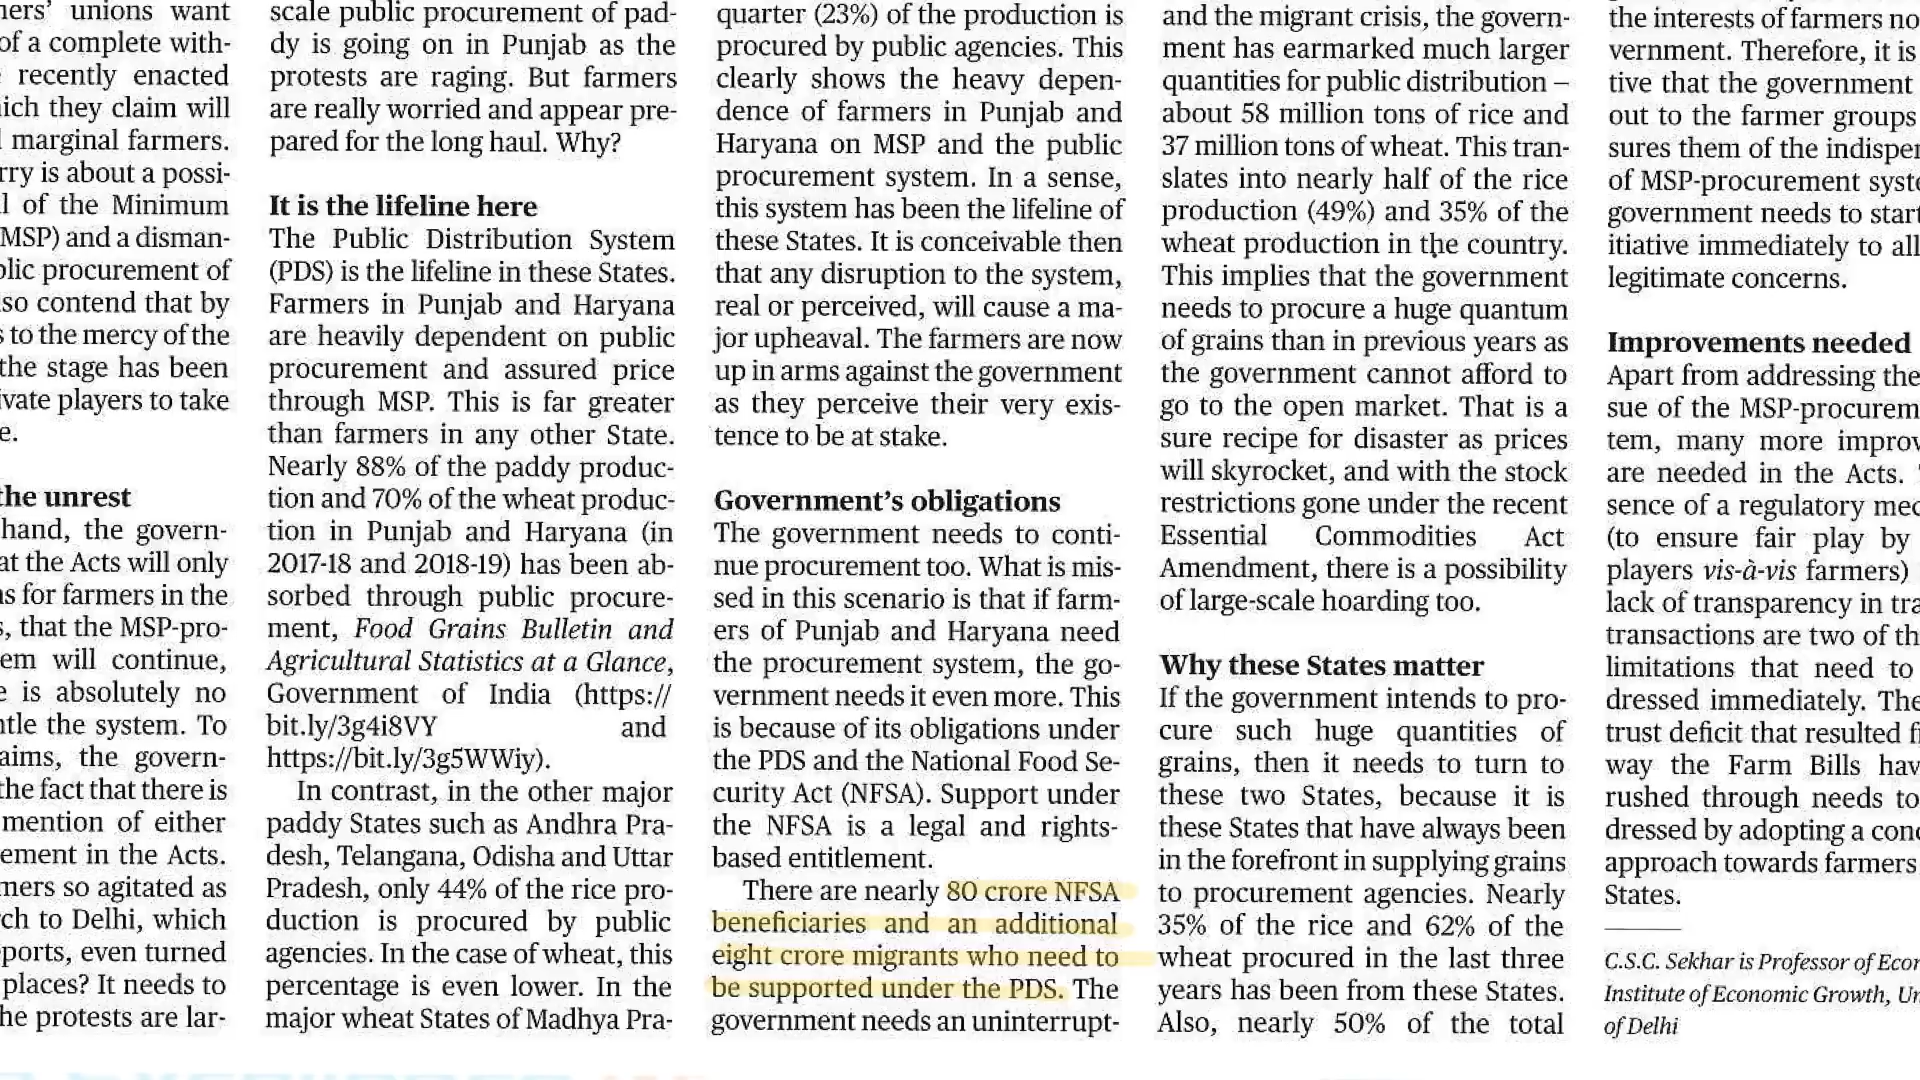 ners' unions want
of a complete with-
recently enacted
ich they claim will
marginal farmers.
rry is about a possi-
l of the Minimum
MSP) and a disman-
blic procurement of
so contend that by
s to the mercy of the
the stage has been
ivate players to take
e.
the unrest
hand, the govern-
at the Acts will only
ns for farmers in the
s, that the MSP-pro-
em will continue,
e is absolutely no
ntle the system. To
aims, the govern-
the fact that there is
mention of either
ement in the Acts.
mers so agitated as
rch to Delhi, which
ports, even turned
places? It needs to
he protests are lar-
scale public procurement of pad-
dy is going on in Punjab as the
protests are raging. But farmers
are really worried and appear pre-
pared for the long haul. Why?
It is the lifeline here
The Public Distribution System
(PDS) is the lifeline in these States.
Farmers in Punjab and Haryana
are heavily dependent on public
procurement and assured price
through MSP. This is far greater
than farmers in any other State.
Nearly 88% of the paddy produc-
tion and 70% of the wheat produc-
tion in Punjab and Haryana (in
2017-18 and 2018-19) has been ab-
sorbed through public procure-
ment, Food Grains Bulletin and
Agricultural Statistics at a Glance,
Government of India (https://
bit.ly/3g4i8VY and
https://bit.ly/3g5WWiy).
In contrast, in the other major
paddy States such as Andhra Pra-
desh, Telangana, Odisha and Uttar
Pradesh, only 44% of the rice pro-
duction is procured by public
agencies. In the case of wheat, this
percentage is even lower. In the
major wheat States of Madhya Pra-
quarter (23%) of the production is
procured by public agencies. This
clearly shows the heavy depen-
dence of farmers in Punjab and
Haryana on MSP and the public
procurement system. In a sense,
this system has been the lifeline of
these States. It is conceivable then
that any disruption to the system,
real or perceived, will cause a ma-
jor upheaval. The farmers are now
up in arms against the government
as they perceive their very exis-
tence to be at stake.
Government's obligations
The government needs to conti-
nue procurement too. What is mis-
sed in this scenario is that if farm-
ers of Punjab and Haryana need
the procurement system, the go-
vernment needs it even more. This
is because of its obligations under
the PDS and the National Food Se-
curity Act (NFSA). Support under
the NFSA is a legal and rights-
based entitlement.
There are nearly 80 crore NFSA
beneficiaries and an additional
eight crore migrants who need to
be supported under the PDS. The
government needs an uninterrupt-
and the migrant crisis, the govern-
ment has earmarked much larger
quantities for public distribution –
about 58 million tons of rice and
37 million tons of wheat. This tran-
slates into nearly half of the rice
production (49%) and 35% of the
wheat production in the country.
This implies that the government
needs to procure a huge quantum
of grains than in previous years as
the government cannot afford to
go to the open market. That is a
sure recipe for disaster as prices
will skyrocket, and with the stock
restrictions gone under the recent
Essential Commodities Act
Amendment, there is a possibility
of large-scale hoarding too.
Why these States matter
If the government intends to pro-
cure such huge quantities of
grains, then it needs to turn to
these two States, because it is
these States that have always been
in the forefront in supplying grains
to procurement agencies. Nearly
35% of the rice and 62% of the
wheat procured in the last three
years has been from these States.
Also, nearly 50% of the total
the interests of farmers no
vernment. Therefore, it is
tive that the government
out to the farmer groups
sures them of the indisper
of MSP-procurement syste
government needs to start
itiative immediately to all
legitimate concerns.
Improvements needed
Apart from addressing the
sue of the MSP-procurem
tem, many more improv
are needed in the Acts.
sence of a regulatory mec
(to ensure fair play by
players vis-à-vis farmers)
lack of transparency in tra
transactions are two of th
limitations that need to
dressed immediately. The
trust deficit that resulted fi
way the Farm Bills hav
rushed through needs to
dressed by adopting a conc
approach towards farmers
States.
C.S.C. Sekhar is Professor of Econ
Institute of Economic Growth, Un
of Delhi